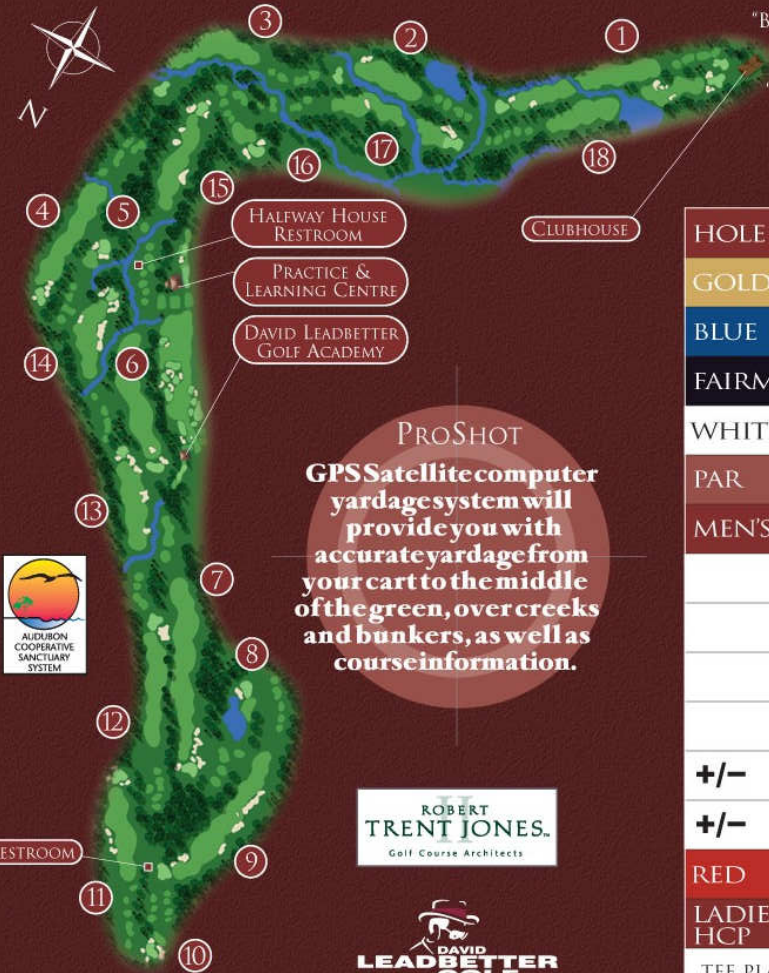 3
2
1
"B
N
17
18
16
4
5
15
HALFWAY HOUSE
RESTROOM
CLUBHOUSE
PRACTICE &
LEARNING CENTRE
DAVID LEADBETTER
GOLF ACADEMY
14
6
13
PROSHOT
GPS Satellite computer
yardage system will
provide you with
accurate yardage from
your cart to the middle
of the green, over creeks
and bunkers, as well as
course information.
AUDUBON
COOPERATIVE
SANCTUARY
SYSTEM
7
8
12
ESTROOM
9
11
10
ROBERT
TRENT JONES™
II
Golf Course Architects
DAVID
LEADBETTER
GOLF
HOLE
GOLD
BLUE
FAIRM
WHIT
PAR
MEN'S
+/−
+/−
RED
LADIE
HCP
TEE PL